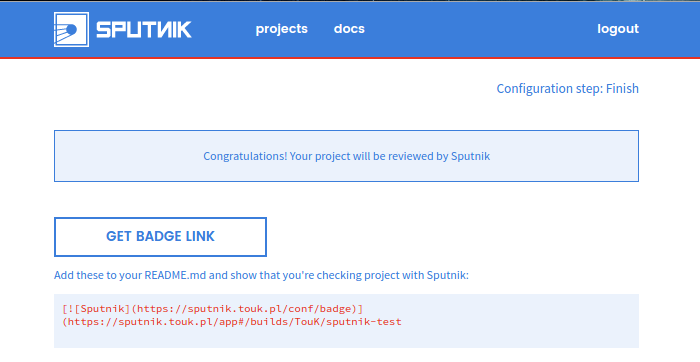 SPUTNIK projects docs logout
Configuration step: Finish
Congratulations! Your project will be reviewed by Sputnik
GET BADGE LINK
Add these to your README.md and show that you're checking project with Sputnik:
[![Sputnik](https://sputnik.touk.pl/conf/badge)]
(https://sputnik.touk.pl/app#/builds/TouK/sputnik-test